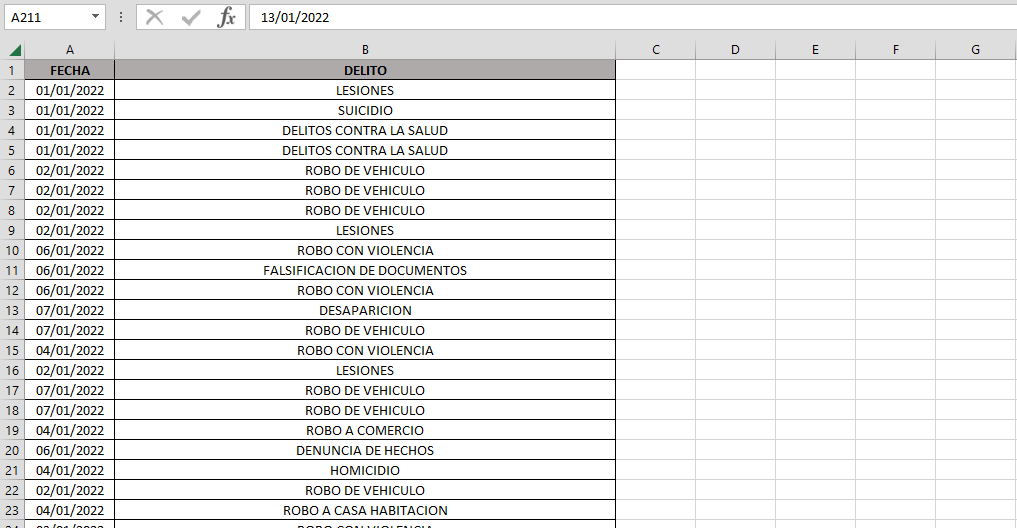 A211 fx 13/01/2022
A B C D E F G
1 FECHA DELITO
2 01/01/2022 LESIONES
3 01/01/2022 SUICIDIO
4 01/01/2022 DELITOS CONTRA LA SALUD
5 01/01/2022 DELITOS CONTRA LA SALUD
6 02/01/2022 ROBO DE VEHICULO
7 02/01/2022 ROBO DE VEHICULO
8 02/01/2022 ROBO DE VEHICULO
9 02/01/2022 LESIONES
10 06/01/2022 ROBO CON VIOLENCIA
11 06/01/2022 FALSIFICACION DE DOCUMENTOS
12 06/01/2022 ROBO CON VIOLENCIA
13 07/01/2022 DESAPARICION
14 07/01/2022 ROBO DE VEHICULO
15 04/01/2022 ROBO CON VIOLENCIA
16 02/01/2022 LESIONES
17 07/01/2022 ROBO DE VEHICULO
18 07/01/2022 ROBO DE VEHICULO
19 04/01/2022 ROBO A COMERCIO
20 06/01/2022 DENUNCIA DE HECHOS
21 04/01/2022 HOMICIDIO
22 02/01/2022 ROBO DE VEHICULO
23 04/01/2022 ROBO A CASA HABITACION